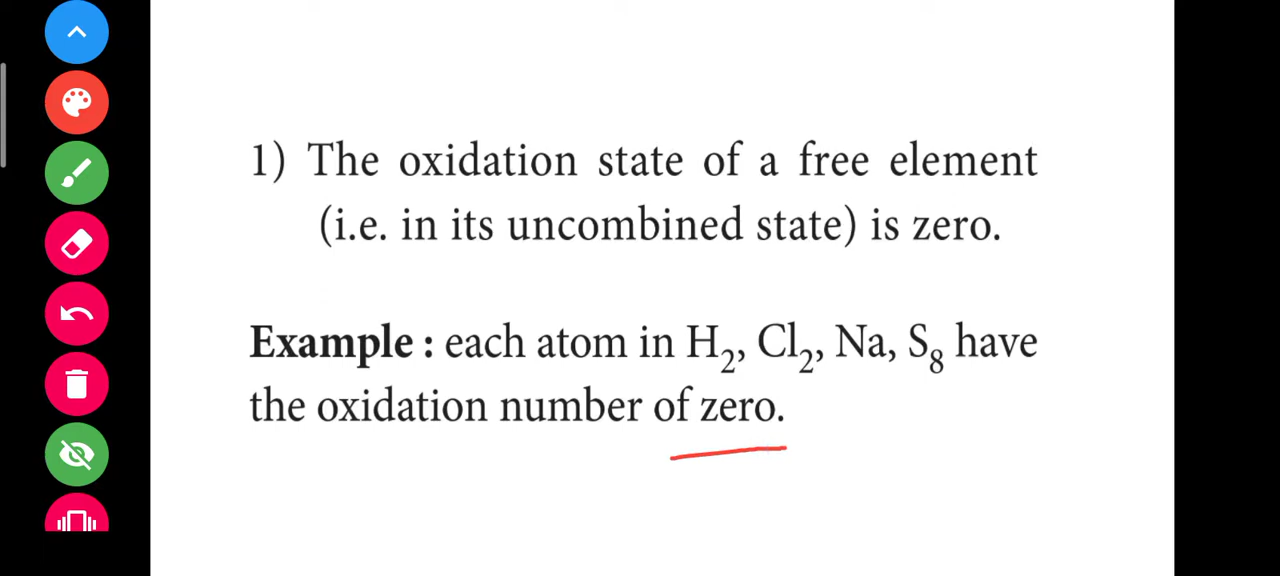 1) The oxidation state of a free element
(i.e. in its uncombined state) is zero.
Example : each atom in H₂, Cl₂, Na, S₈ have
the oxidation number of zero.